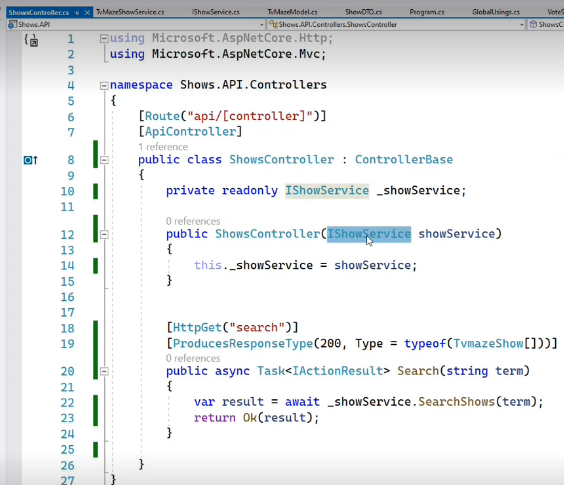 ShowsController.cs TvMazeShowService.cs IShowService.cs TvMazeModel.cs ShowDTO.cs Program.cs GlobalUsings.cs VoteS
Shows.API Shows.API.Controllers.ShowsController ShowsC
1 using Microsoft.AspNetCore.Http;
2 using Microsoft.AspNetCore.Mvc;
3
4 namespace Shows.API.Controllers
5 {
6 [Route("api/[controller]")]
7 [ApiController]
1 reference
8 public class ShowsController : ControllerBase
9 {
10 private readonly IShowService _showService;
11
0 references
12 public ShowsController(IShowService showService)
13 {
14 this._showService = showService;
15 }
16
17
18 [HttpGet("search")]
19 [ProducesResponseType(200, Type = typeof(TvmazeShow[]))]
0 references
20 public async Task<IActionResult> Search(string term)
21 {
22 var result = await _showService.SearchShows(term);
23 return Ok(result);
24 }
25
26 }
27 }